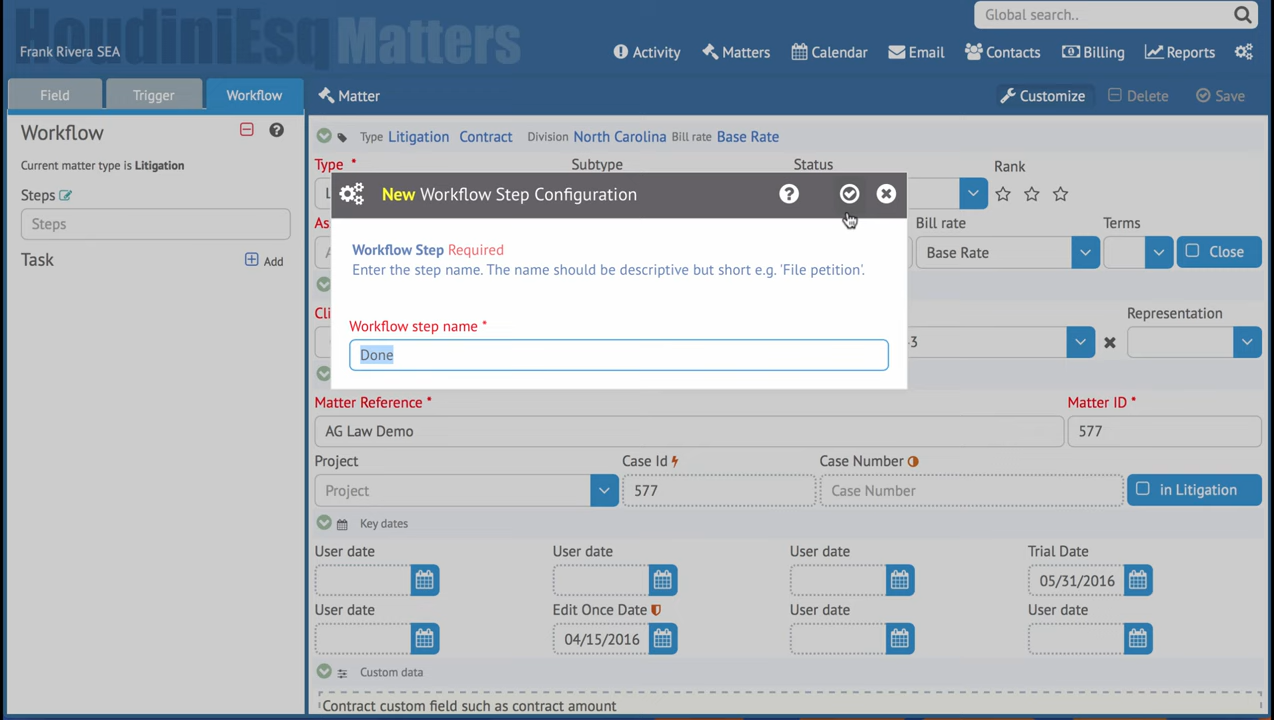 HoudiniEsq Matters
Global search..
Frank Rivera SEA
Activity Matters Calendar Email Contacts Billing Reports
Field Trigger Workflow
Matter
Customize Delete Save
Workflow
Current matter type is Litigation
Steps
Steps
Task
Add
Type Litigation Contract Division North Carolina Bill rate Base Rate
Type * Subtype Status Rank
L
As Bill rate Terms
A Base Rate Close
New Workflow Step Configuration
Workflow Step Required
Enter the step name. The name should be descriptive but short e.g. 'File petition'.
Workflow step name *
Done
Cli Representation
-3
Matter Reference * Matter ID *
AG Law Demo 577
Project Case Id Case Number
Project 577 Case Number in Litigation
Key dates
User date User date User date Trial Date
05/31/2016
User date Edit Once Date User date User date
04/15/2016
Custom data
Contract custom field such as contract amount